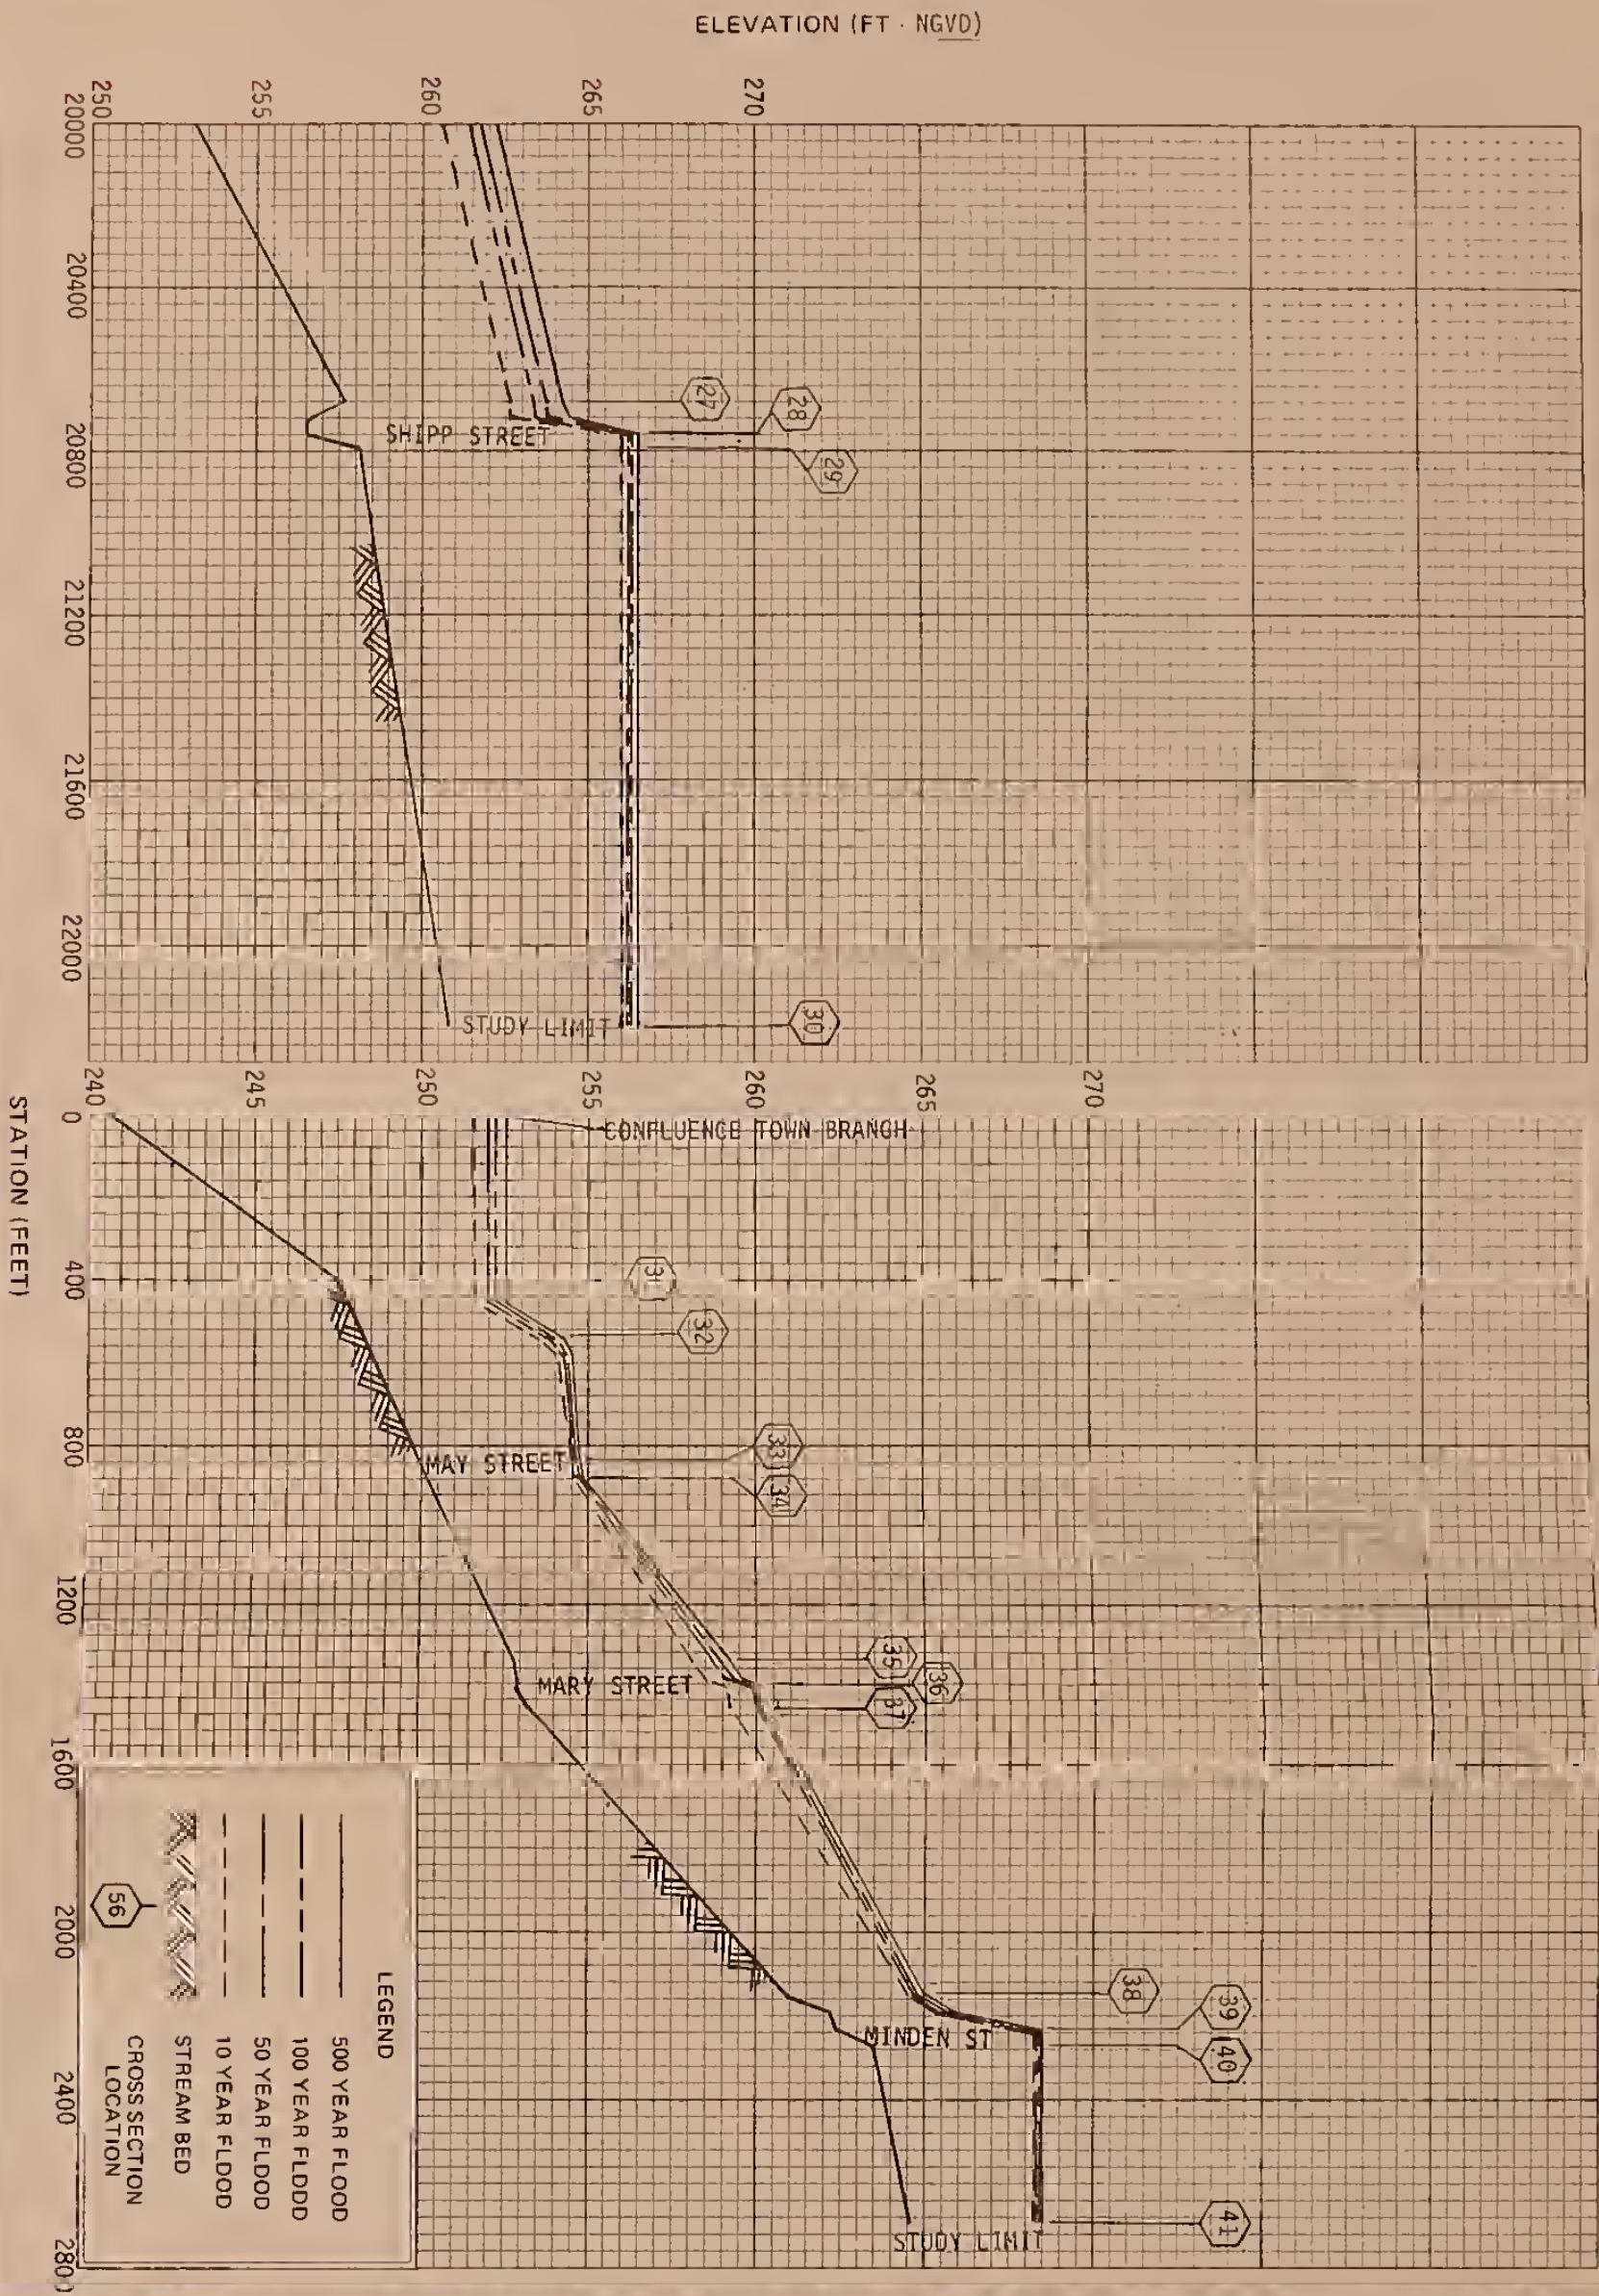 ELEVATION (FT · NGVD)
250
255
260
265
270
20000
20400
20800
21200
21600
22000
27
28
29
SHIPP STREET
30
STUDY LIMIT
240
245
250
255
260
265
270
0
400
800
1200
1600
2000
2400
2800
STATION (FEET)
CONFLUENCE TOWN BRANCH
31
32
33
34
MAY STREET
35
36
37
MARY STREET
38
39
40
MINDEN ST
41
STUDY LIMIT
LEGEND
500 YEAR FLOOD
100 YEAR FLDDD
50 YEAR FLDOD
10 YEAR FLDOD
STREAM BED
56
CROSS SECTION
LOCATION